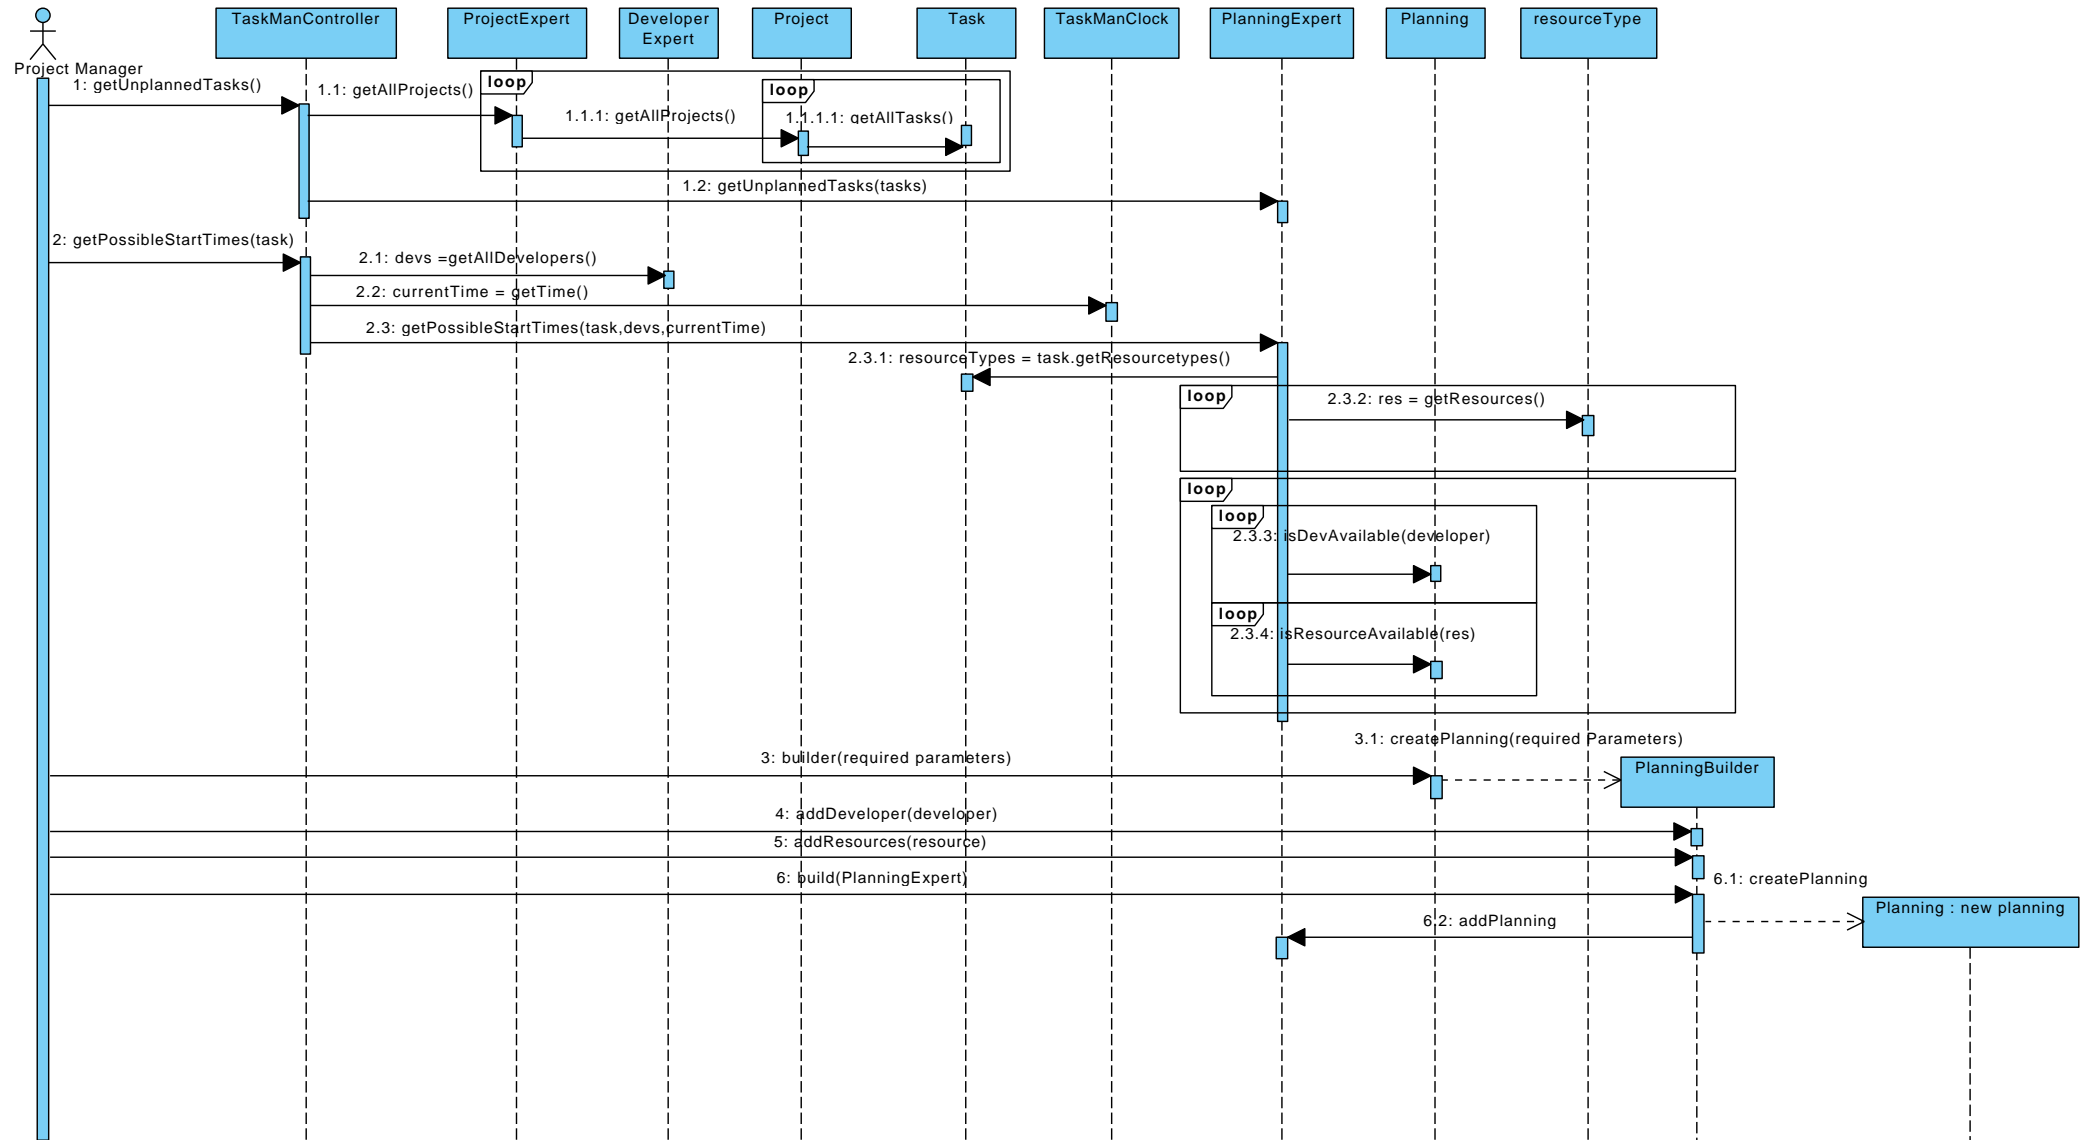 TaskManController
ProjectExpert
Developer
Expert
Project
Task
TaskManClock
PlanningExpert
Planning
resourceType
Project Manager
1: getUnplannedTasks()
1.1: getAllProjects()
loop
loop
1.1.1: getAllProjects()
1.1.1.1: getAllTasks()
1.2: getUnplannedTasks(tasks)
2: getPossibleStartTimes(task)
2.1: devs =getAllDevelopers()
2.2: currentTime = getTime()
2.3: getPossibleStartTimes(task,devs,currentTime)
2.3.1: resourceTypes = task.getResourcetypes()
loop
2.3.2: res = getResources()
loop
loop
2.3.3: isDevAvailable(developer)
loop
2.3.4: isResourceAvailable(res)
3.1: createPlanning(required Parameters)
3: builder(required parameters)
PlanningBuilder
4: addDeveloper(developer)
5: addResources(resource)
6: build(PlanningExpert)
6.1: createPlanning
Planning : new planning
6.2: addPlanning